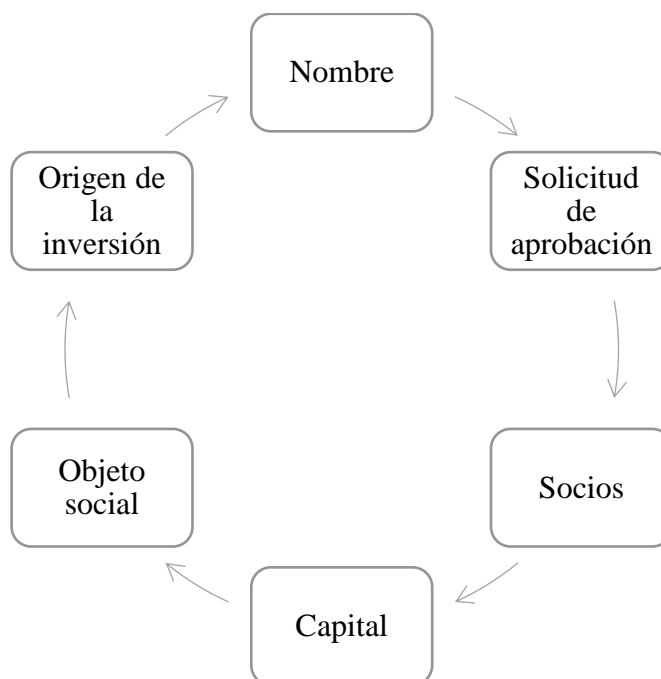 Nombre
Solicitud
de
aprobación
Socios
Capital
Objeto
social
Origen de
la
inversión